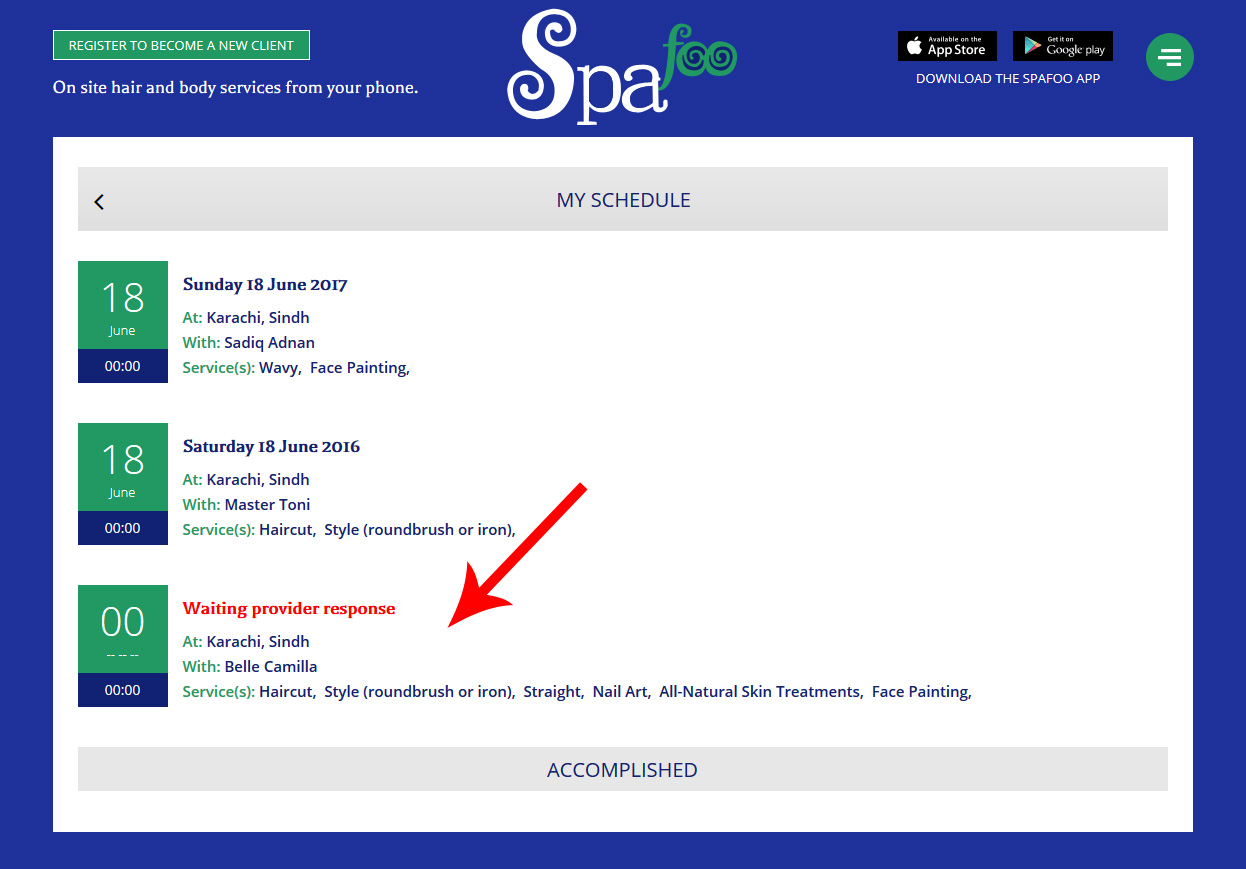 REGISTER TO BECOME A NEW CLIENT
On site hair and body services from your phone.
Spafoo
Available on the
App Store
Get it on
Google play
DOWNLOAD THE SPAFOO APP
MY SCHEDULE
18
June
00:00
Sunday 18 June 2017
At: Karachi, Sindh
With: Sadiq Adnan
Service(s): Wavy, Face Painting,
18
June
00:00
Saturday 18 June 2016
At: Karachi, Sindh
With: Master Toni
Service(s): Haircut, Style (roundbrush or iron),
00
-- -- --
00:00
Waiting provider response
At: Karachi, Sindh
With: Belle Camilla
Service(s): Haircut, Style (roundbrush or iron), Straight, Nail Art, All-Natural Skin Treatments, Face Painting,
ACCOMPLISHED